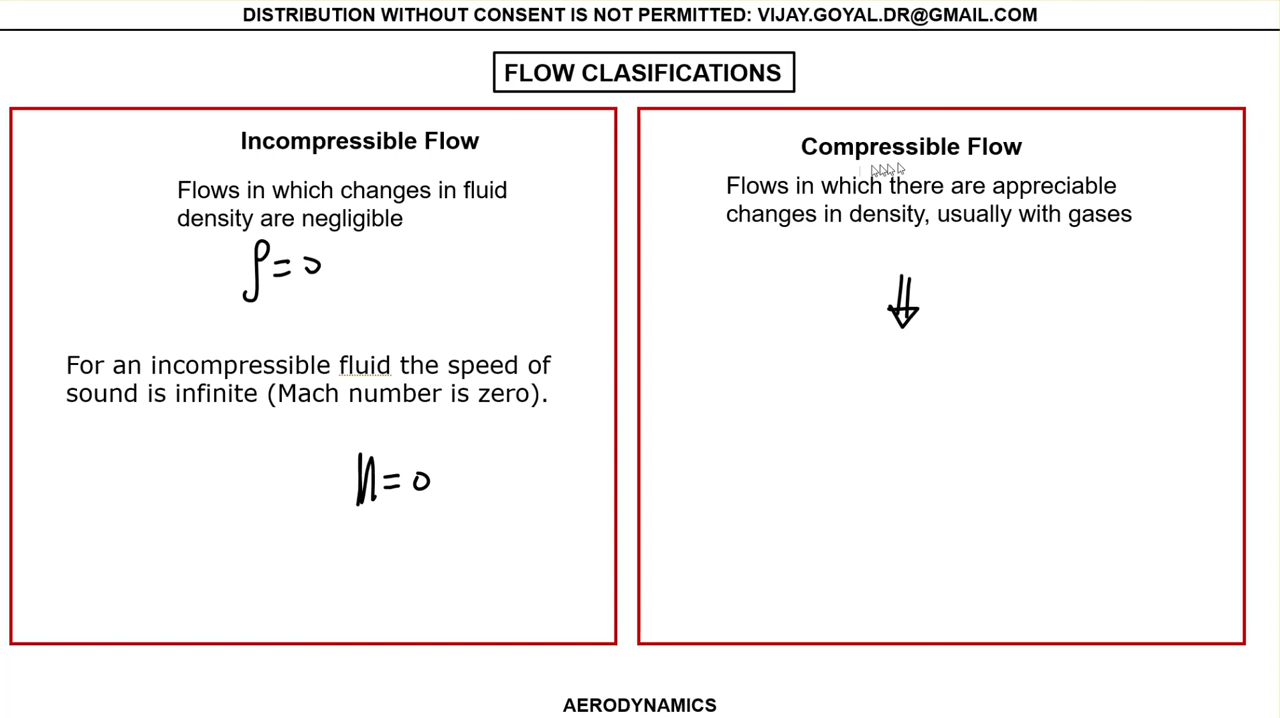 DISTRIBUTION WITHOUT CONSENT IS NOT PERMITTED: VIJAY.GOYAL.DR@GMAIL.COM
FLOW CLASIFICATIONS
Incompressible Flow
Flows in which changes in fluid
density are negligible
ρ=0
For an incompressible fluid the speed of
sound is infinite (Mach number is zero).
M=0
Compressible Flow
Flows in which there are appreciable
changes in density, usually with gases
AERODYNAMICS